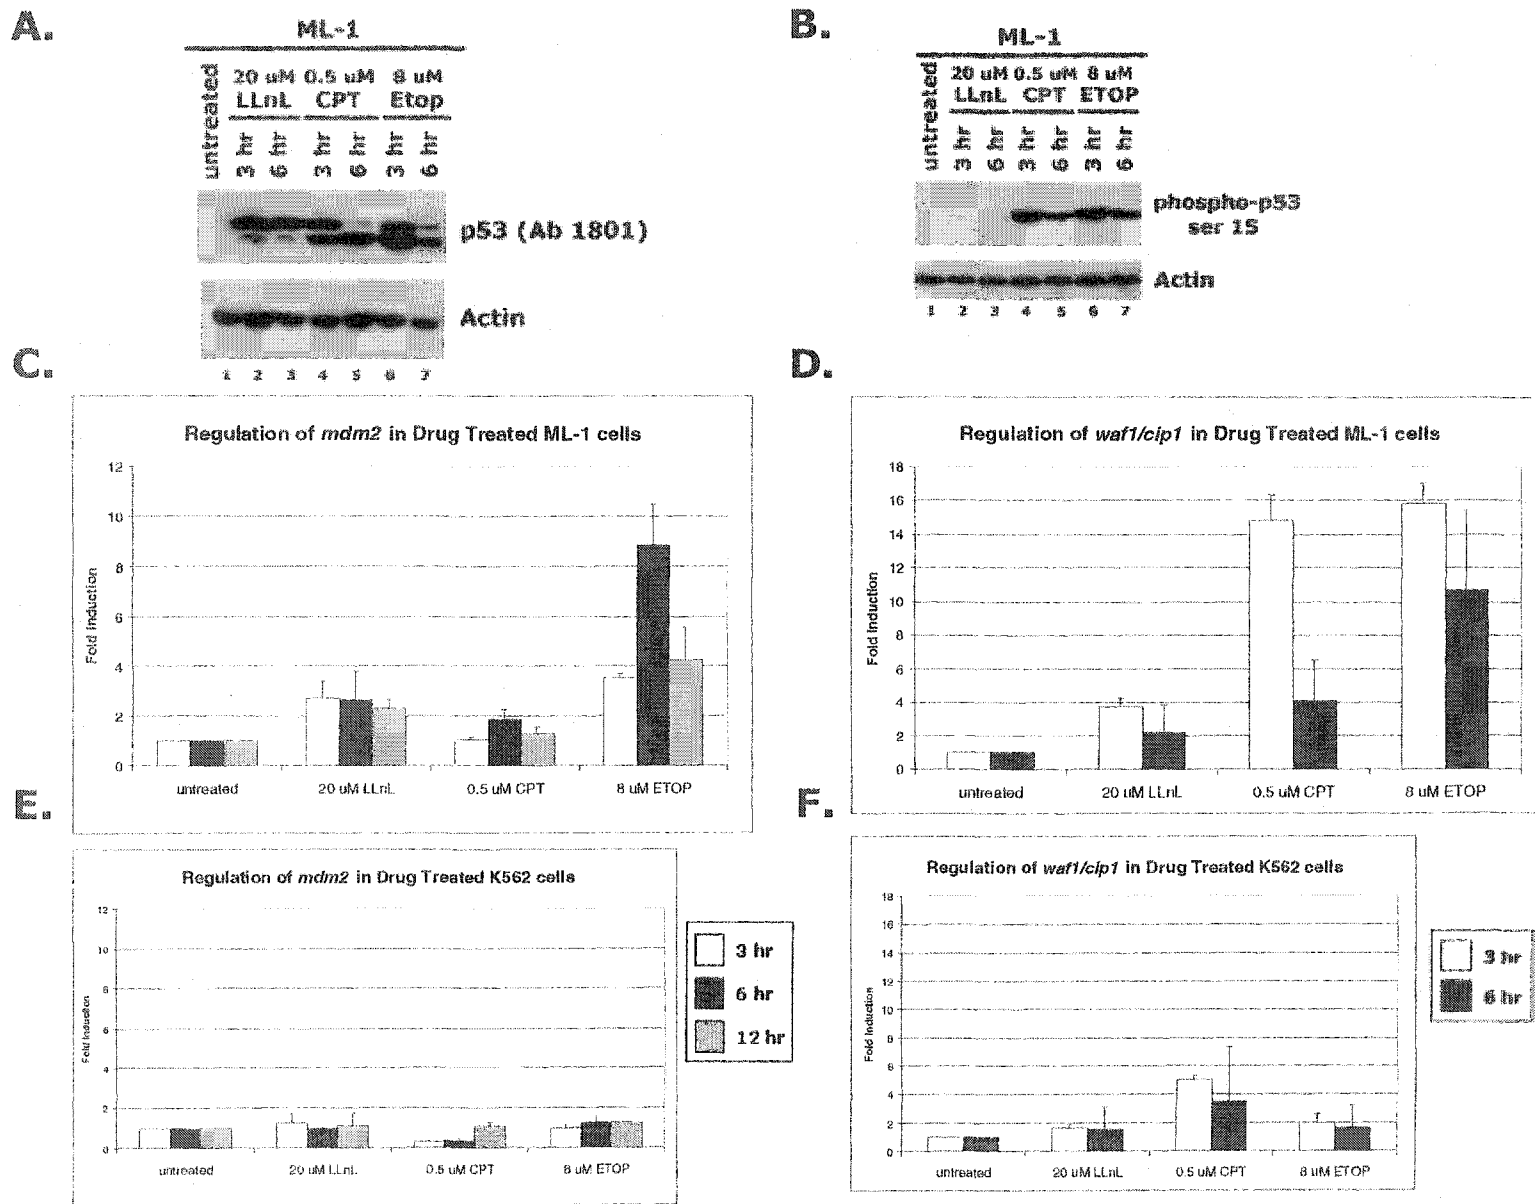 A.
ML-1
untreated
20 uM LLnL
0.5 uM CPT
8 uM Etop
3 hr
6 hr
3 hr
6 hr
3 hr
6 hr
p53 (Ab 1801)
Actin
1 2 3 4 5 6 7
B.
ML-1
untreated
20 uM LLnL
0.5 uM CPT
8 uM ETOP
3 hr
6 hr
3 hr
6 hr
3 hr
6 hr
phospho-p53
ser 15
Actin
1 2 3 4 5 6 7
C.
Regulation of mdm2 in Drug Treated ML-1 cells
Fold Induction
12
10
8
6
4
2
0
untreated
20 uM LLnL
0.5 uM CPT
8 uM ETOP
D.
Regulation of waf1/cip1 in Drug Treated ML-1 cells
Fold Induction
18
16
14
12
10
8
6
4
2
0
untreated
20 uM LLnL
0.5 uM CPT
8 uM ETOP
E.
Regulation of mdm2 in Drug Treated K562 cells
Fold Induction
12
10
8
6
4
2
0
untreated
20 uM LLnL
0.5 uM CPT
8 uM ETOP
3 hr
6 hr
12 hr
F.
Regulation of waf1/cip1 in Drug Treated K562 cells
Fold Induction
18
16
14
12
10
8
6
4
2
0
untreated
20 uM LLnL
0.5 uM CPT
8 uM ETOP
3 hr
6 hr